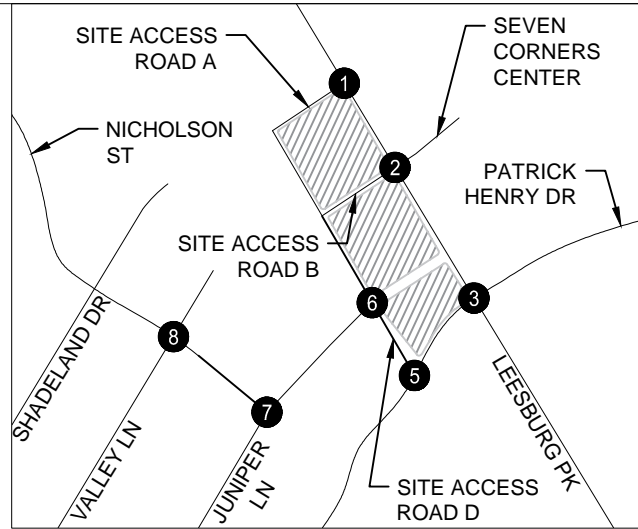 SITE ACCESS
ROAD A
SEVEN
CORNERS
CENTER
1
NICHOLSON
ST
2
PATRICK
HENRY DR
SITE ACCESS
ROAD B
3
6
8
5
7
SHADELAND DR
VALLEY LN
JUNIPER
LN
LEESBURG PK
SITE ACCESS
ROAD D